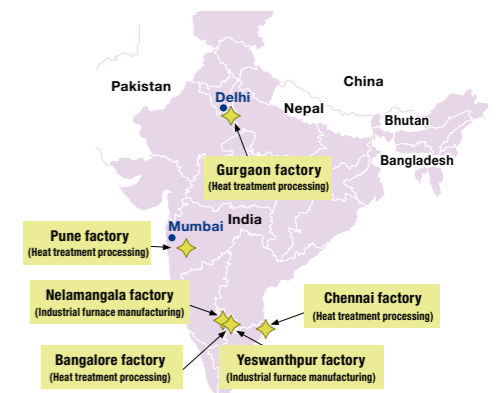 China
Pakistan
Delhi
Nepal
Bhutan
Bangladesh
Gurgaon factory
(Heat treatment processing)
India
Mumbai
Pune factory
(Heat treatment processing)
Nelamangala factory
(Industrial furnace manufacturing)
Chennai factory
(Heat treatment processing)
Bangalore factory
(Heat treatment processing)
Yeswanthpur factory
(Industrial furnace manufacturing)